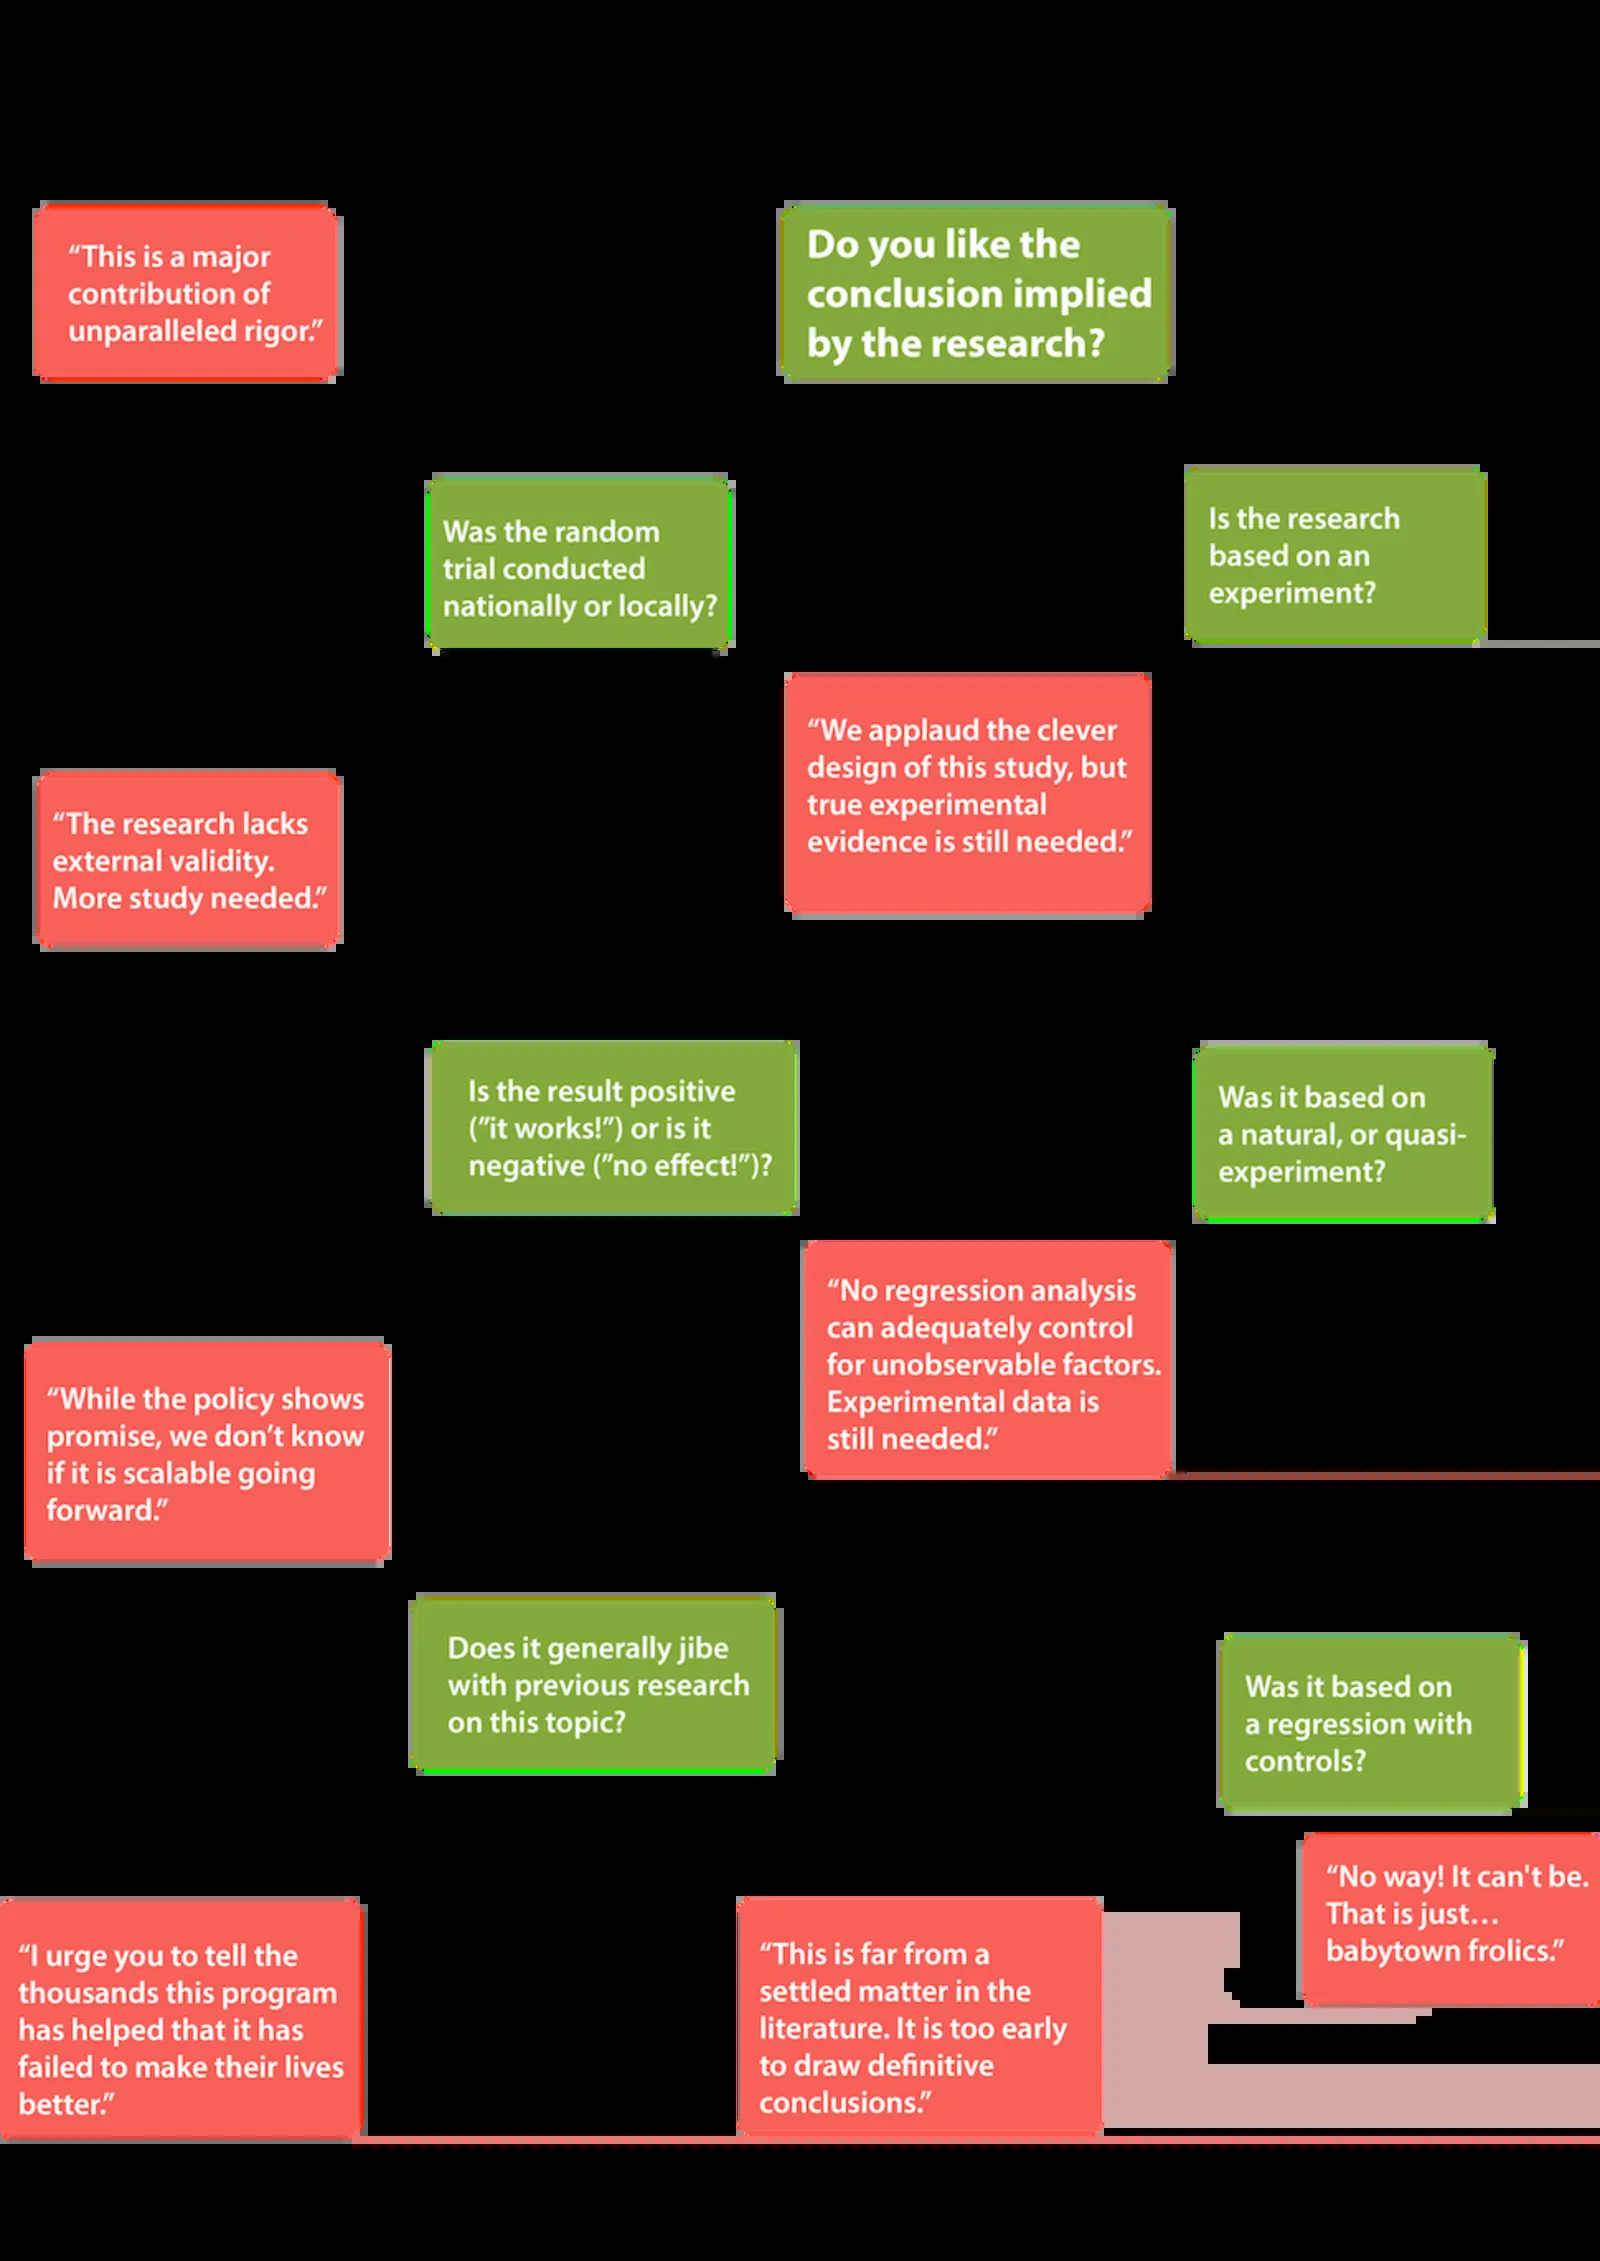 “This is a major
contribution of
unparalleled rigor.”
Do you like the
conclusion implied
by the research?
Was the random
trial conducted
nationally or locally?
Is the research
based on an
experiment?
“We applaud the clever
design of this study, but
true experimental
evidence is still needed.”
“The research lacks
external validity.
More study needed.”
Is the result positive
(”it works!”) or is it
negative (”no effect!”)?
Was it based on
a natural, or quasi-
experiment?
“No regression analysis
can adequately control
for unobservable factors.
Experimental data is
still needed.”
“While the policy shows
promise, we don’t know
if it is scalable going
forward.”
Does it generally jibe
with previous research
on this topic?
Was it based on
a regression with
controls?
“No way! It can't be.
That is just…
babytown frolics.”
“I urge you to tell the
thousands this program
has helped that it has
failed to make their lives
better.”
“This is far from a
settled matter in the
literature. It is too early
to draw definitive
conclusions.”